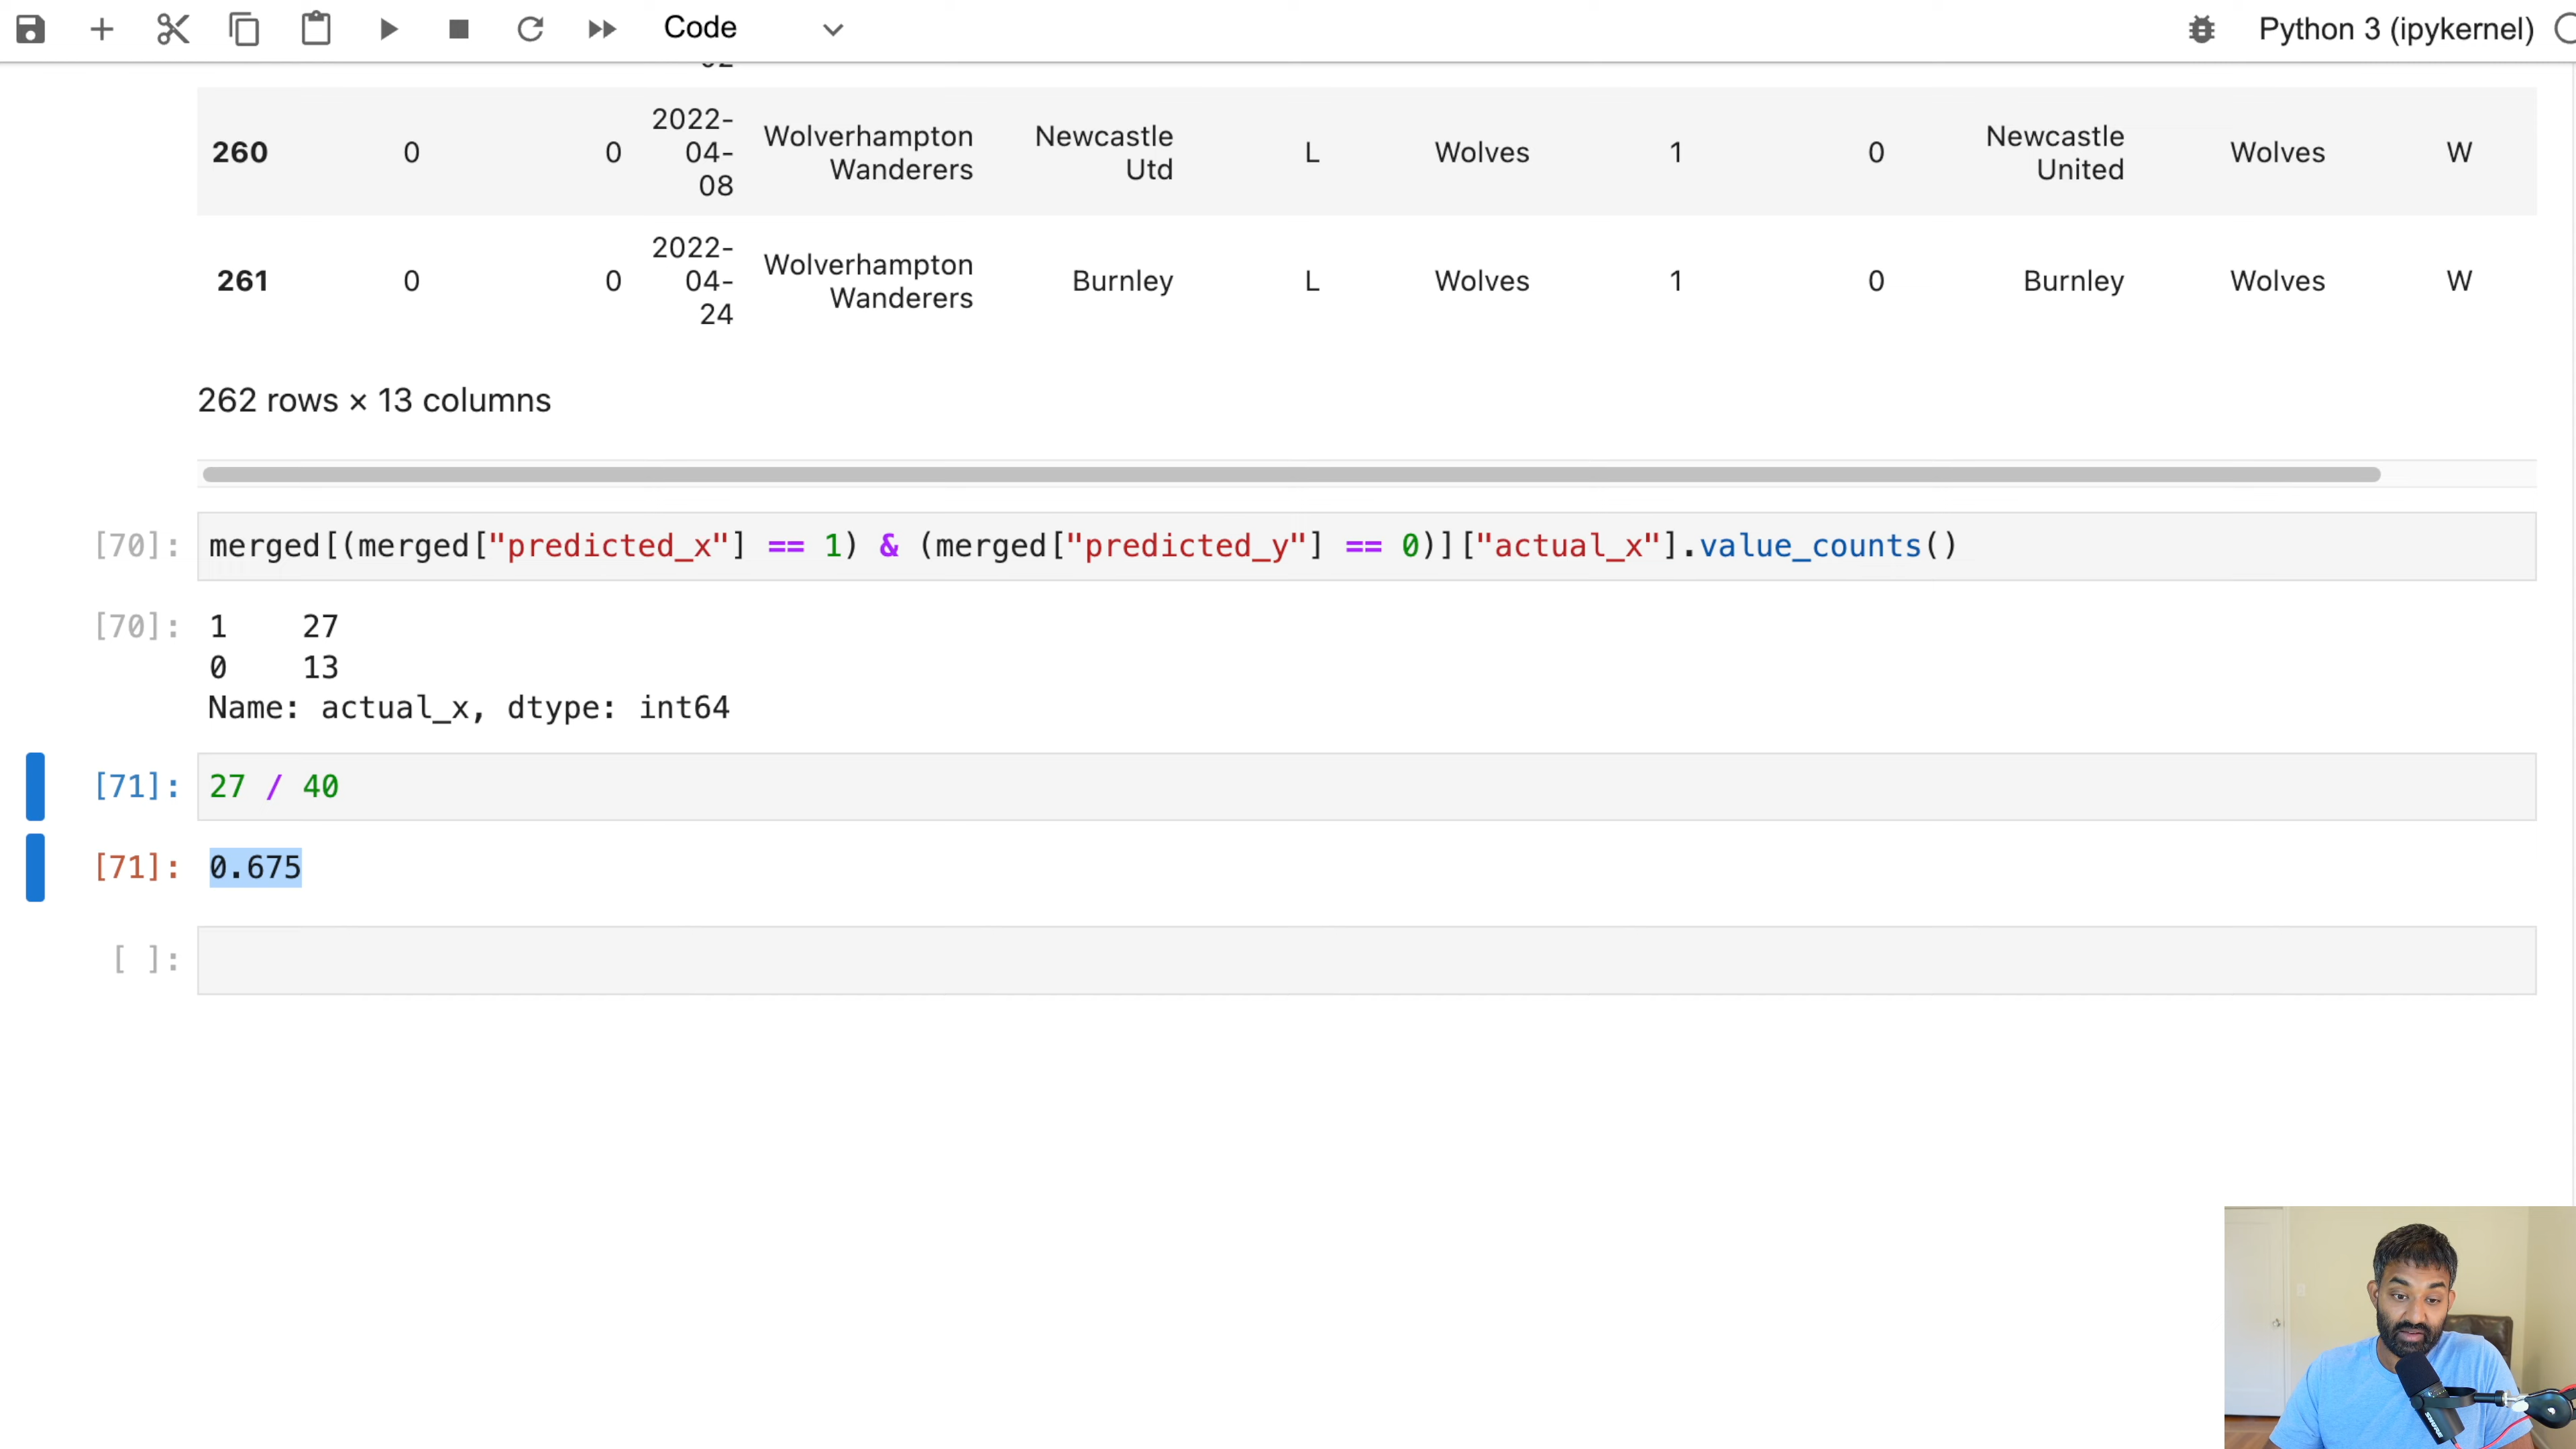 Code
Python 3 (ipykernel)
260 0 0 2022-04-08 Wolverhampton Wanderers Newcastle Utd L Wolves 1 0 Newcastle United Wolves W
261 0 0 2022-04-24 Wolverhampton Wanderers Burnley L Wolves 1 0 Burnley Wolves W
262 rows × 13 columns
[70]: merged[(merged["predicted_x"] == 1) & (merged["predicted_y"] == 0)]["actual_x"].value_counts()
[70]: 1    27
0    13
Name: actual_x, dtype: int64
[71]: 27 / 40
[71]: 0.675
[ ]: